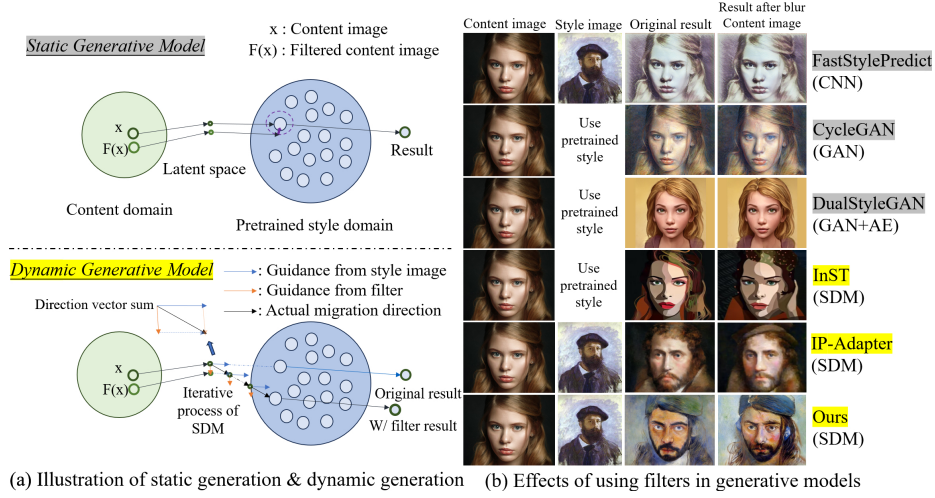 Static Generative Model
x : Content image
F(x) : Filtered content image
x
F(x)
Latent space
Result
Content domain
Pretrained style domain
Dynamic Generative Model
: Guidance from style image
: Guidance from filter
: Actual migration direction
Direction vector sum
x
F(x)
Iterative
process of
SDM
Original result
W/ filter result
(a) Illustration of static generation & dynamic generation
Content image
Style image
Original result
Result after blur
Content image
FastStylePredict
(CNN)
Use
pretrained
style
CycleGAN
(GAN)
Use
pretrained
style
DualStyleGAN
(GAN+AE)
Use
pretrained
style
InST
(SDM)
IP-Adapter
(SDM)
Ours
(SDM)
(b) Effects of using filters in generative models